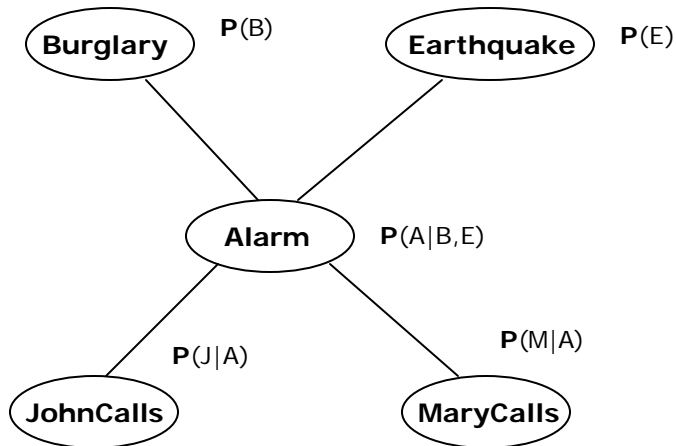 Burglary
P(B)
Earthquake
P(E)
Alarm
P(A|B,E)
P(J|A)
P(M|A)
JohnCalls
MaryCalls